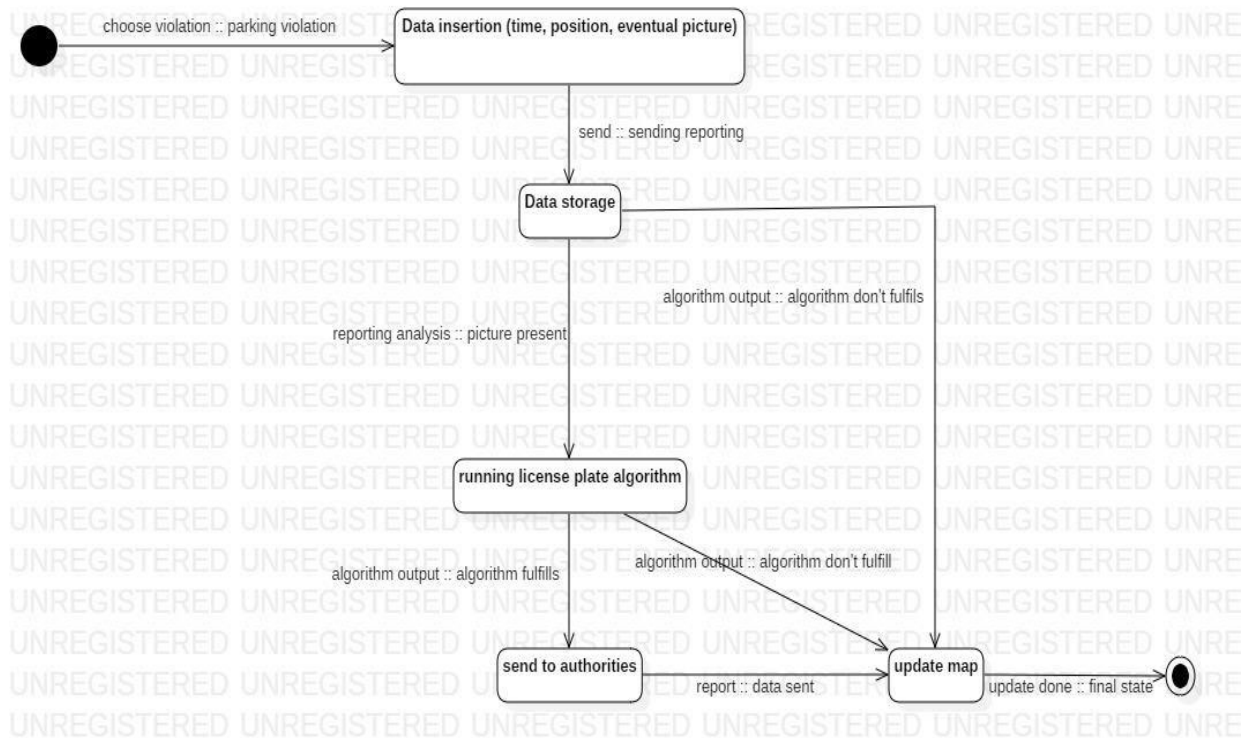 choose violation :: parking violation
Data insertion (time, position, eventual picture)
send :: sending reporting
Data storage
algorithm output :: algorithm don't fulfils
reporting analysis :: picture present
running license plate algorithm
algorithm output :: algorithm don't fulfill
algorithm output :: algorithm fulfills
send to authorities
update map
report :: data sent
update done :: final state
UNREGISTERED